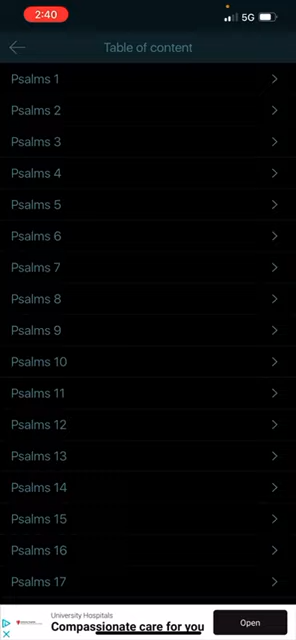 2:40
5G
Table of content
Psalms 1
Psalms 2
Psalms 3
Psalms 4
Psalms 5
Psalms 6
Psalms 7
Psalms 8
Psalms 9
Psalms 10
Psalms 11
Psalms 12
Psalms 13
Psalms 14
Psalms 15
Psalms 16
Psalms 17
University Hospitals
Compassionate care for you
Open